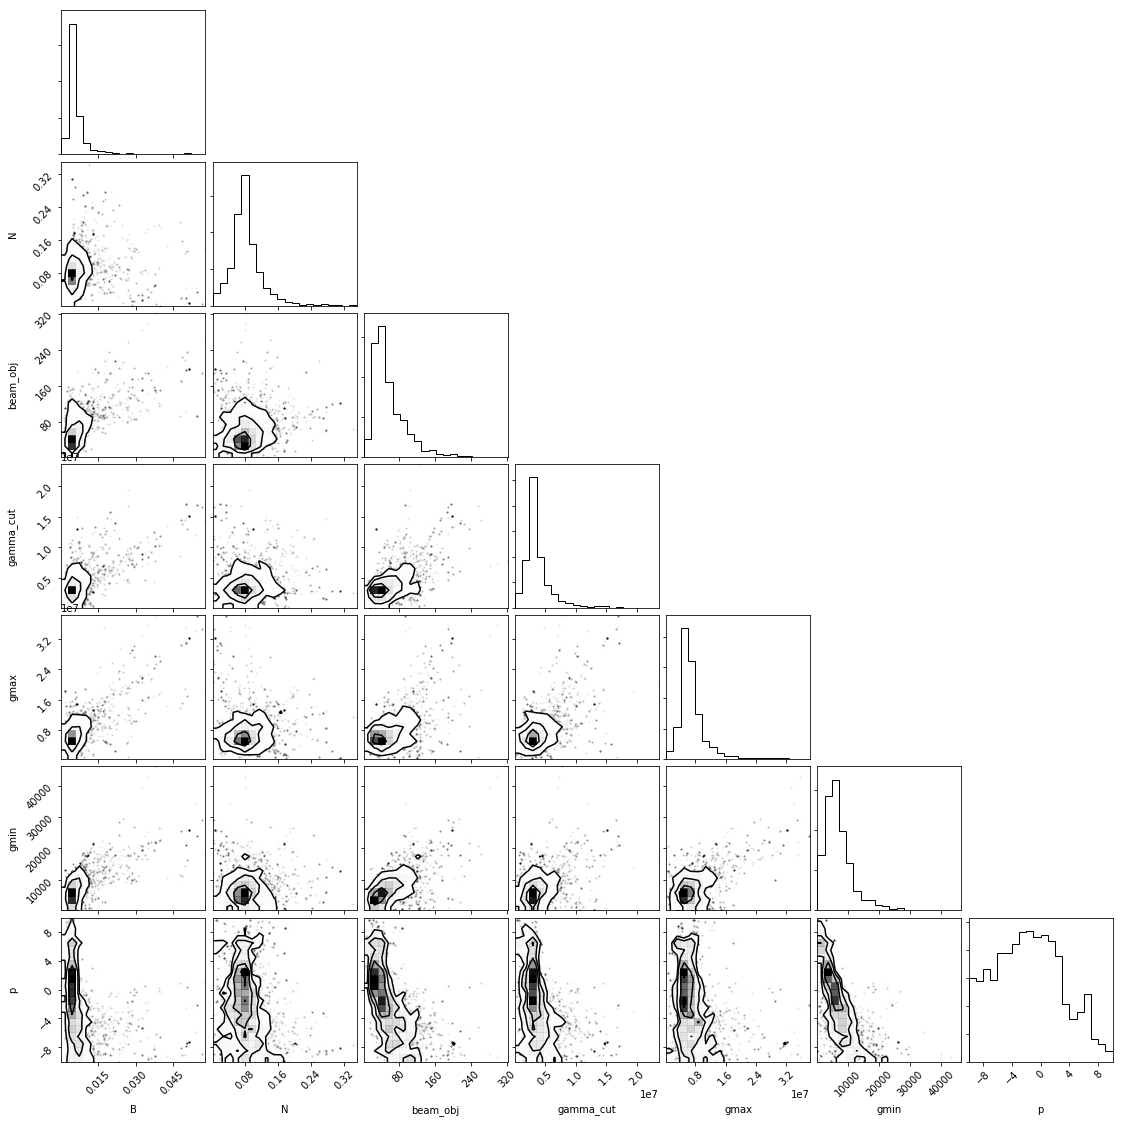 0.32
0.24
0.16
0.08
N
320
240
160
80
beam_obj
1e7
2.0
1.5
1.0
0.5
gamma_cut
1e7
3.2
2.4
1.6
0.8
gmax
40000
30000
20000
10000
gmin
8
4
0
−4
−8
p
0.015 0.030 0.045
0.08 0.16 0.24 0.32
80 160 240 320
0.5 1.0 1.5 2.0
0.8 1.6 2.4 3.2
10000 20000 30000 40000
−8 −4 0 4 8
1e7 1e7
B N beam_obj gamma_cut gmax gmin p